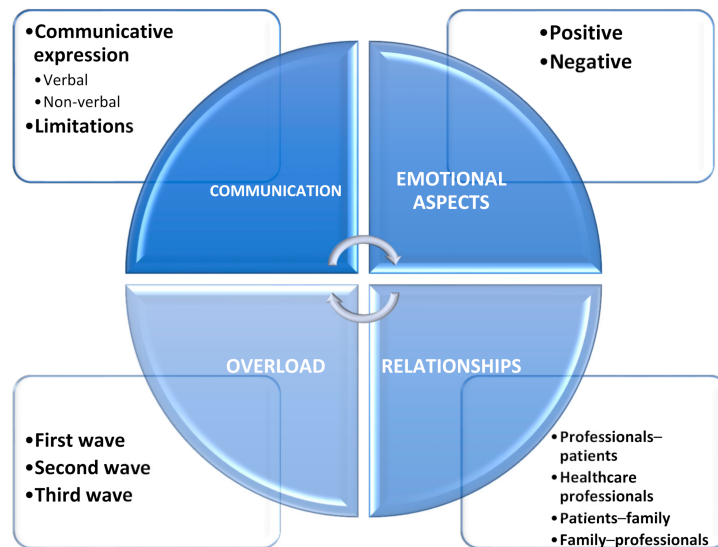 •Communicative
expression
•Verbal
•Non-verbal
•Limitations
•Positive
•Negative
COMMUNICATION
EMOTIONAL
ASPECTS
OVERLOAD
RELATIONSHIPS
•First wave
•Second wave
•Third wave
•Professionals–
patients
•Healthcare
professionals
•Patients–family
•Family–professionals